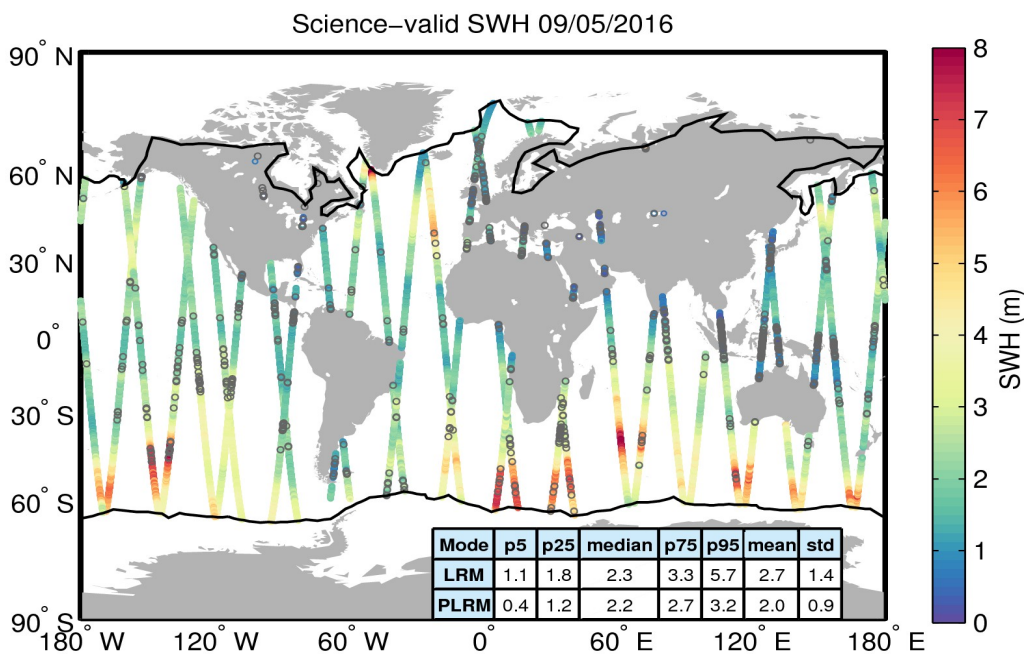 Science−valid SWH 09/05/2016
90° N
60° N
30° N
0°
30° S
60° S
90° S
180° W
120° W
60° W
0°
60° E
120° E
180° E
8
7
6
5
4
3
2
1
0
SWH (m)
Mode p5 p25 median p75 p95 mean std
LRM 1.1 1.8 2.3 3.3 5.7 2.7 1.4
PLRM 0.4 1.2 2.2 2.7 3.2 2.0 0.9